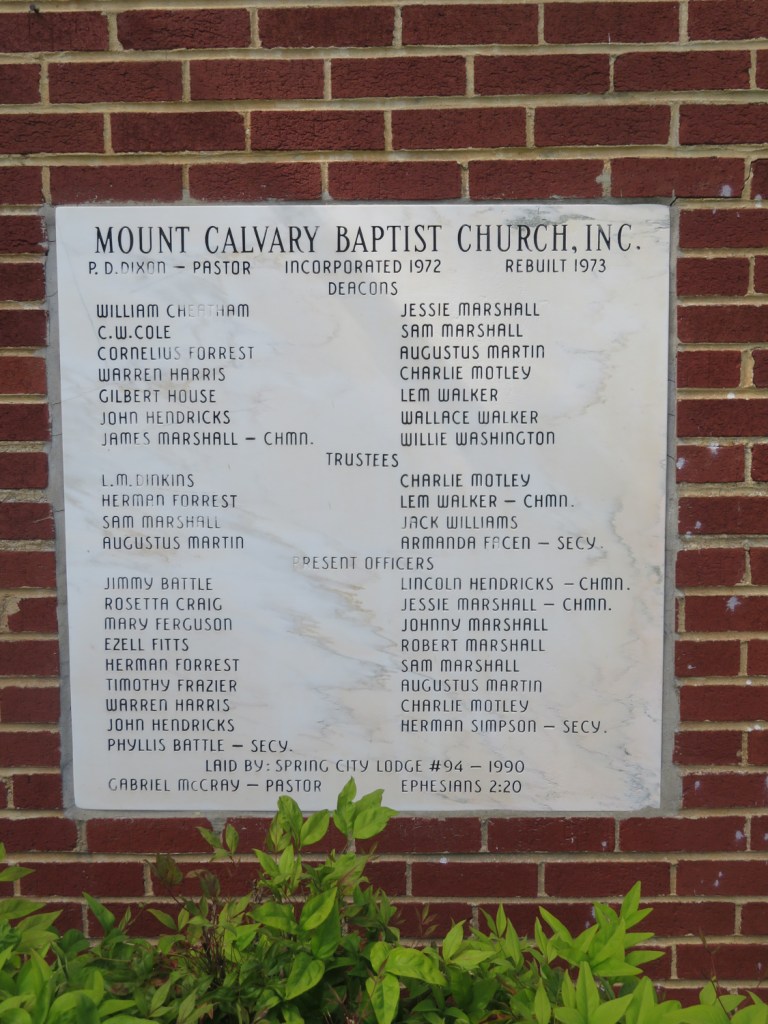 MOUNT CALVARY BAPTIST CHURCH, INC.
P. D. DIXON – PASTOR INCORPORATED 1972 REBUILT 1973
DEACONS
WILLIAM CHEATHAM JESSIE MARSHALL
C.W. COLE SAM MARSHALL
CORNELIUS FORREST AUGUSTUS MARTIN
WARREN HARRIS CHARLIE MOTLEY
GILBERT HOUSE LEM WALKER
JOHN HENDRICKS WALLACE WALKER
JAMES MARSHALL – CHMN. WILLIE WASHINGTON
TRUSTEES
L.M. DINKINS CHARLIE MOTLEY
HERMAN FORREST LEM WALKER – CHMN.
SAM MARSHALL JACK WILLIAMS
AUGUSTUS MARTIN ARMANDA FACEN – SECY.
PRESENT OFFICERS
JIMMY BATTLE LINCOLN HENDRICKS – CHMN.
ROSETTA CRAIG JESSIE MARSHALL – CHMN.
MARY FERGUSON JOHNNY MARSHALL
EZELL FITTS ROBERT MARSHALL
HERMAN FORREST SAM MARSHALL
TIMOTHY FRAZIER AUGUSTUS MARTIN
WARREN HARRIS CHARLIE MOTLEY
JOHN HENDRICKS HERMAN SIMPSON – SECY.
PHYLLIS BATTLE – SECY.
LAID BY: SPRING CITY LODGE #94 – 1990
GABRIEL McCRAY – PASTOR EPHESIANS 2:20